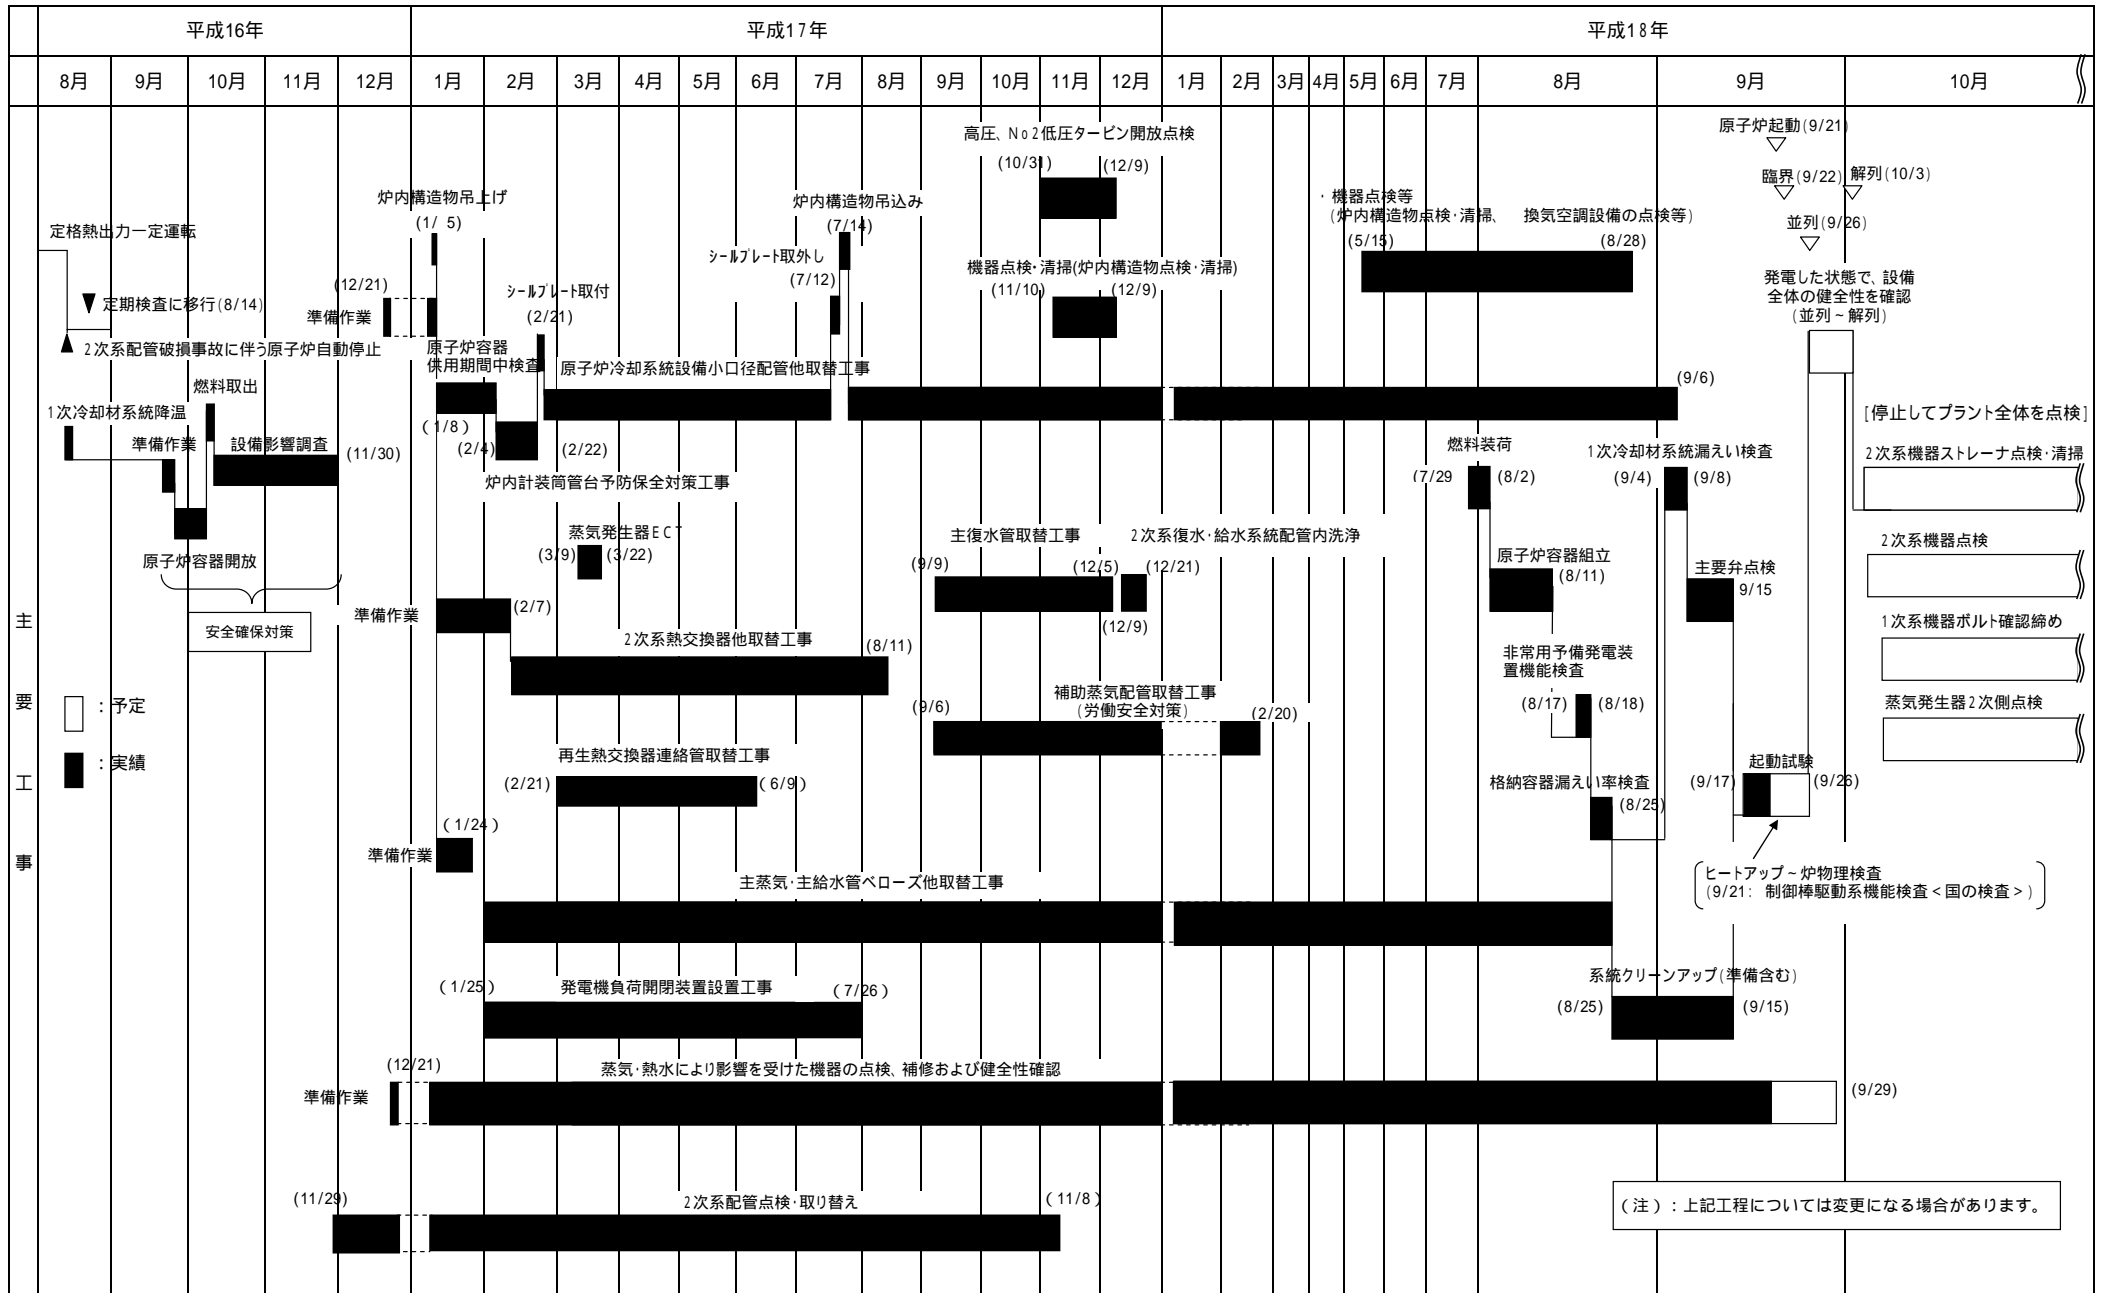 平成16年
平成17年
平成18年
8月 9月 10月 11月 12月 1月 2月 3月 4月 5月 6月 7月 8月 9月 10月 11月 12月 1月 2月 3月 4月 5月 6月 7月 8月 9月 10月
主要工事
定格熱出力一定運転
定期検査に移行(8/14)
2次系配管破損事故に伴う原子炉自動停止
1次冷却材系統降温
準備作業
燃料取出
設備影響調査
(11/30)
原子炉容器開放
安全確保対策
：予定
：実績
炉内構造物吊上げ
(1/ 5)
(12/21)
準備作業
原子炉容器
供用期間中検査
(1/8)
(2/4)
シールプレート取付
(2/21)
(2/22)
炉内計装筒管台予防保全対策工事
原子炉冷却系統設備小口径配管他取替工事
シールプレート取外し
(7/12)
炉内構造物吊込み
(7/14)
高圧、No2低圧タービン開放点検
(10/31)
(12/9)
機器点検・清掃(炉内構造物点検・清掃)
(11/10)
(12/9)
・機器点検等
(炉内構造物点検・清掃、 換気空調設備の点検等)
(5/15)
(8/28)
(9/6)
原子炉起動(9/21)
臨界(9/22)
解列(10/3)
並列(9/26)
発電した状態で、設備
全体の健全性を確認
(並列～解列)
[停止してプラント全体を点検]
2次系機器ストレーナ点検・清掃
2次系機器点検
1次系機器ボルト確認締め
蒸気発生器2次側点検
蒸気発生器ECT
(3/9)
(3/22)
準備作業
(2/7)
2次系熱交換器他取替工事
(8/11)
主復水管取替工事
(9/9)
(12/5)
2次系復水・給水系統配管内洗浄
(12/21)
(12/9)
補助蒸気配管取替工事
(労働安全対策)
(9/6)
(2/20)
再生熱交換器連絡管取替工事
(2/21)
(6/9)
燃料装荷
(7/29
(8/2)
原子炉容器組立
(8/11)
非常用予備発電装
置機能検査
(8/17)
(8/18)
格納容器漏えい率検査
(8/25)
1次冷却材系統漏えい検査
(9/4)
(9/8)
主要弁点検
9/15
起動試験
(9/17)
(9/26)
ヒートアップ～炉物理検査
(9/21: 制御棒駆動系機能検査＜国の検査＞)
(1/24)
準備作業
主蒸気・主給水管ベローズ他取替工事
系統クリーンアップ(準備含む)
(8/25)
(9/15)
(1/25)
発電機負荷開閉装置設置工事
(7/26)
(12/21)
準備作業
蒸気・熱水により影響を受けた機器の点検、補修および健全性確認
(9/29)
(11/29)
2次系配管点検・取り替え
(11/8)
(注)：上記工程については変更になる場合があります。